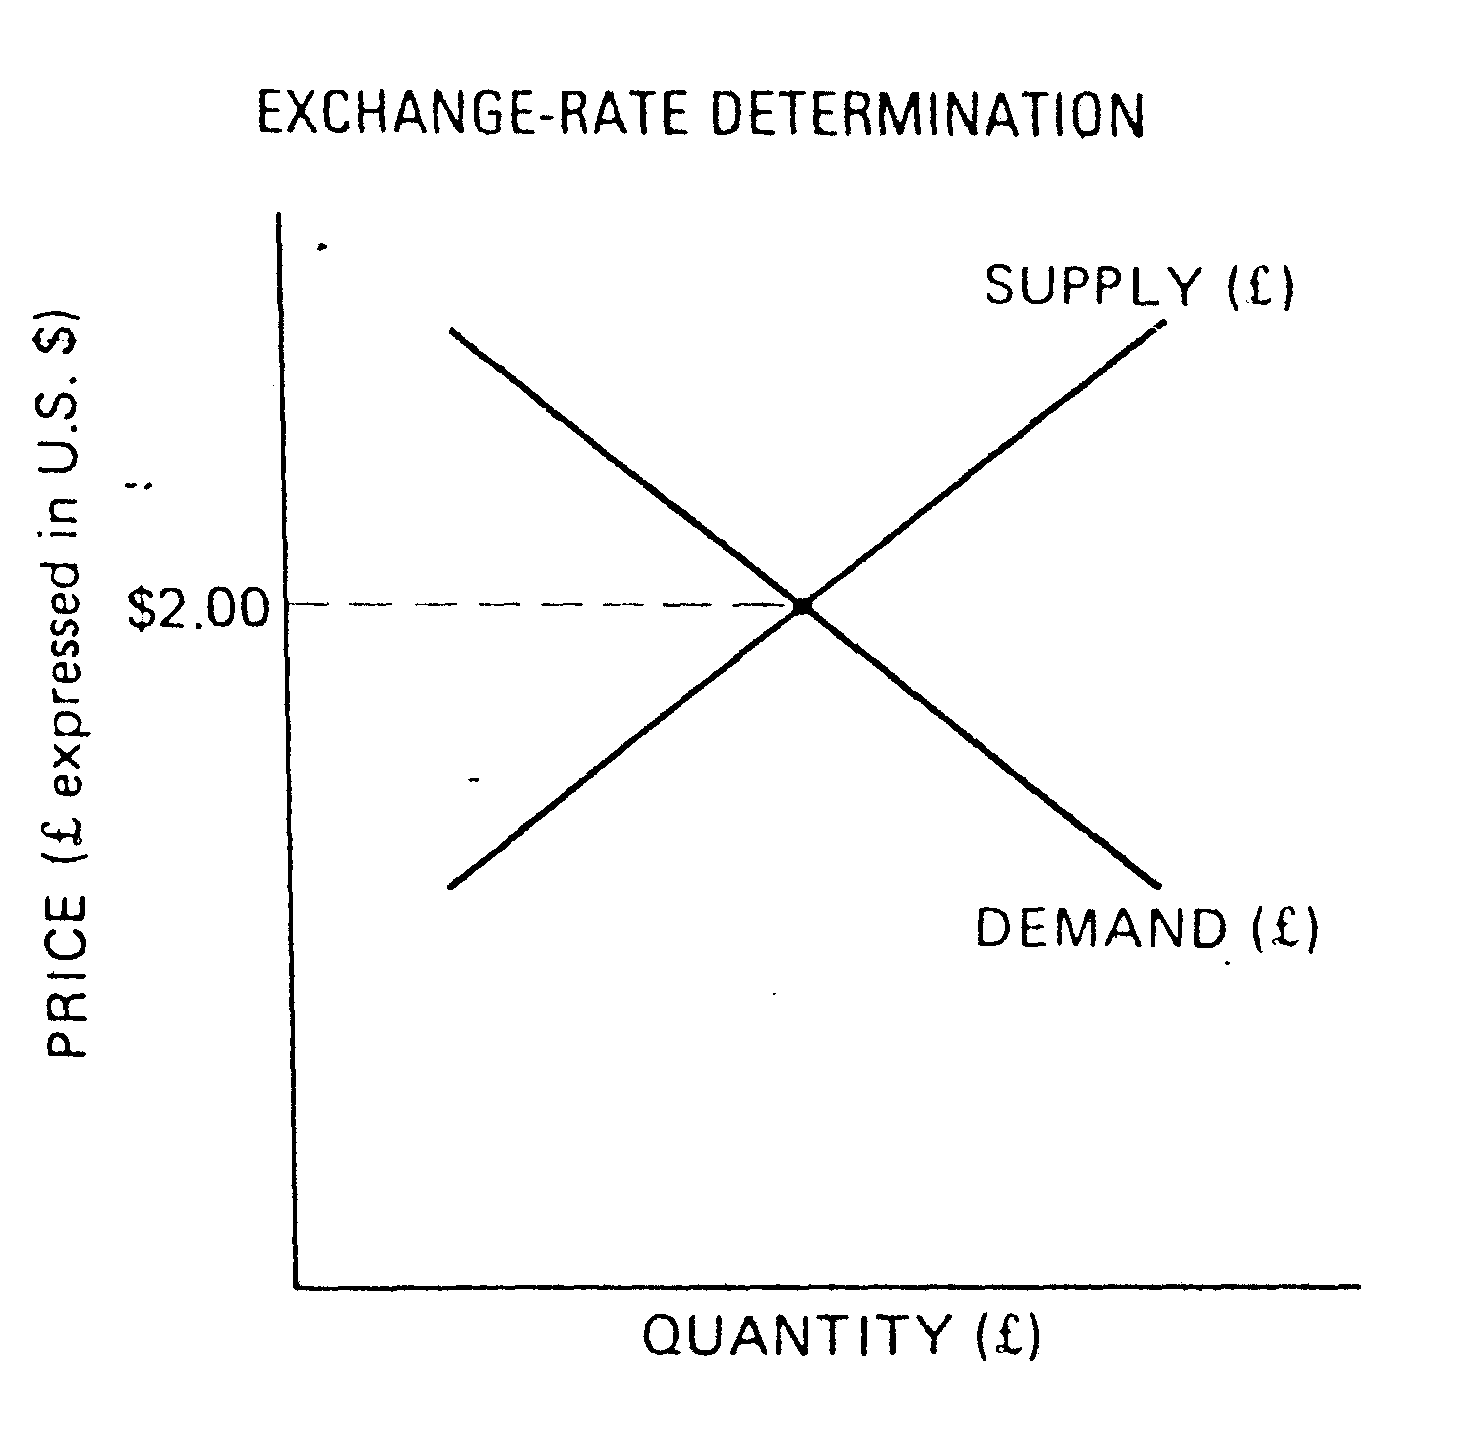 EXCHANGE-RATE DETERMINATION
SUPPLY (£)
PRICE (£ expressed in U.S. $)
$2.00
DEMAND (£)
QUANTITY (£)